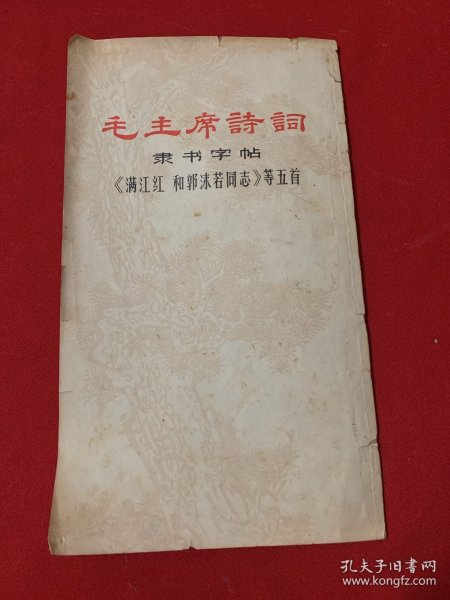 毛主席詩詞
隶书字帖
《满江红 和郭沫若同志》等五首
孔夫子旧书网
www.kongfz.com